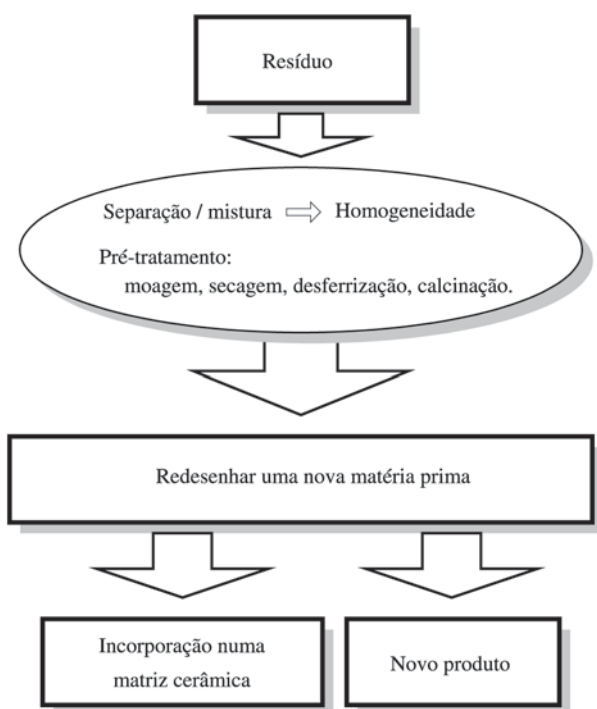 Resíduo
Separação / mistura ⇨ Homogeneidade
Pré-tratamento:
moagem, secagem, desferrização, calcinação.
Redesenhar uma nova matéria prima
Incorporação numa
matriz cerâmica
Novo produto